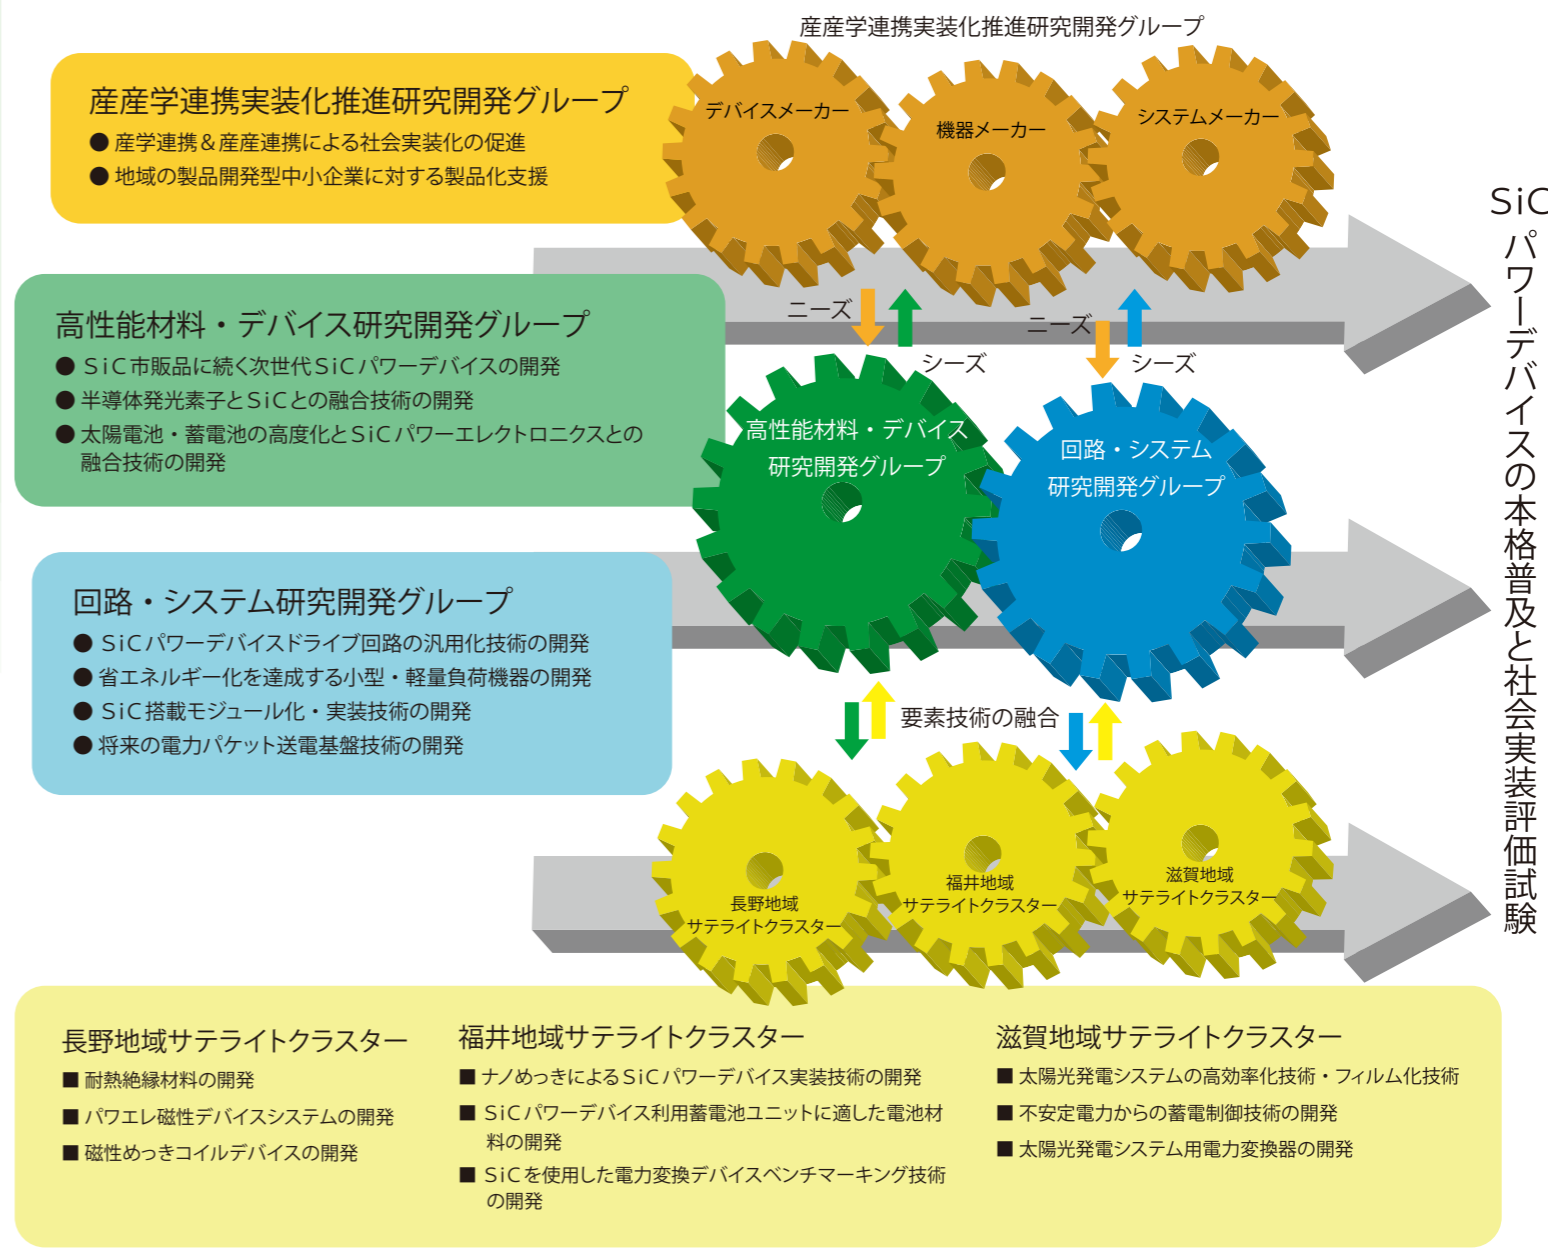 産産学連携実装化推進研究開発グループ
産産学連携実装化推進研究開発グループ
● 産学連携＆産産連携による社会実装化の促進
● 地域の製品開発型中小企業に対する製品化支援
デバイスメーカー
機器メーカー
システムメーカー
ニーズ
シーズ
ニーズ
シーズ
高性能材料・デバイス研究開発グループ
● SiC市販品に続く次世代SiCパワーデバイスの開発
● 半導体発光素子とSiCとの融合技術の開発
● 太陽電池・蓄電池の高度化とSiCパワーエレクトロニクスとの
融合技術の開発
高性能材料・デバイス
研究開発グループ
回路・システム
研究開発グループ
回路・システム研究開発グループ
● SiCパワーデバイスドライブ回路の汎用化技術の開発
● 省エネルギー化を達成する小型・軽量負荷機器の開発
● SiC搭載モジュール化・実装技術の開発
● 将来の電力パケット送電基盤技術の開発
要素技術の融合
長野地域
サテライトクラスター
福井地域
サテライトクラスター
滋賀地域
サテライトクラスター
SiCパワーデバイスの本格普及と社会実装評価試験
長野地域サテライトクラスター
■ 耐熱絶縁材料の開発
■ パワエレ磁性デバイスシステムの開発
■ 磁性めっきコイルデバイスの開発
福井地域サテライトクラスター
■ ナノめっきによるSiCパワーデバイス実装技術の開発
■ SiCパワーデバイス利用蓄電池ユニットに適した電池材
料の開発
■ SiCを使用した電力変換デバイスベンチマーキング技術
の開発
滋賀地域サテライトクラスター
■ 太陽光発電システムの高効率化技術・フィルム化技術
■ 不安定電力からの蓄電制御技術の開発
■ 太陽光発電システム用電力変換器の開発